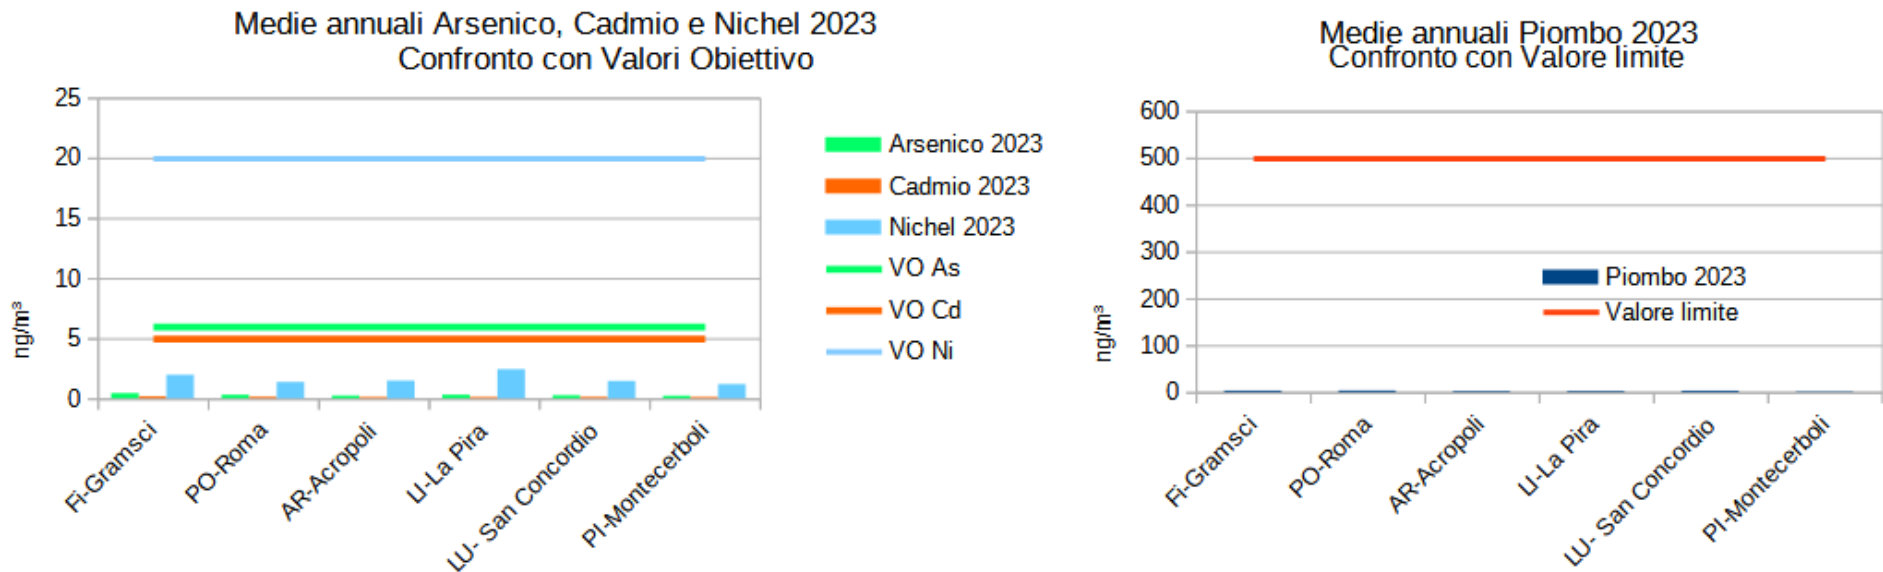 Medie annuali Arsenico, Cadmio e Nichel 2023
Confronto con Valori Obiettivo
25
20
15
10
5
0
ng/m³
Fi-Gramsci
PO-Roma
AR-Acropoli
LI-La Pira
LU- San Concordio
PI-Montecerboli
Arsenico 2023
Cadmio 2023
Nichel 2023
VO As
VO Cd
VO Ni
Medie annuali Piombo 2023
Confronto con Valore limite
600
500
400
300
200
100
0
ng/m³
Fi-Gramsci
PO-Roma
AR-Acropoli
LI-La Pira
LU- San Concordio
PI-Montecerboli
Piombo 2023
Valore limite